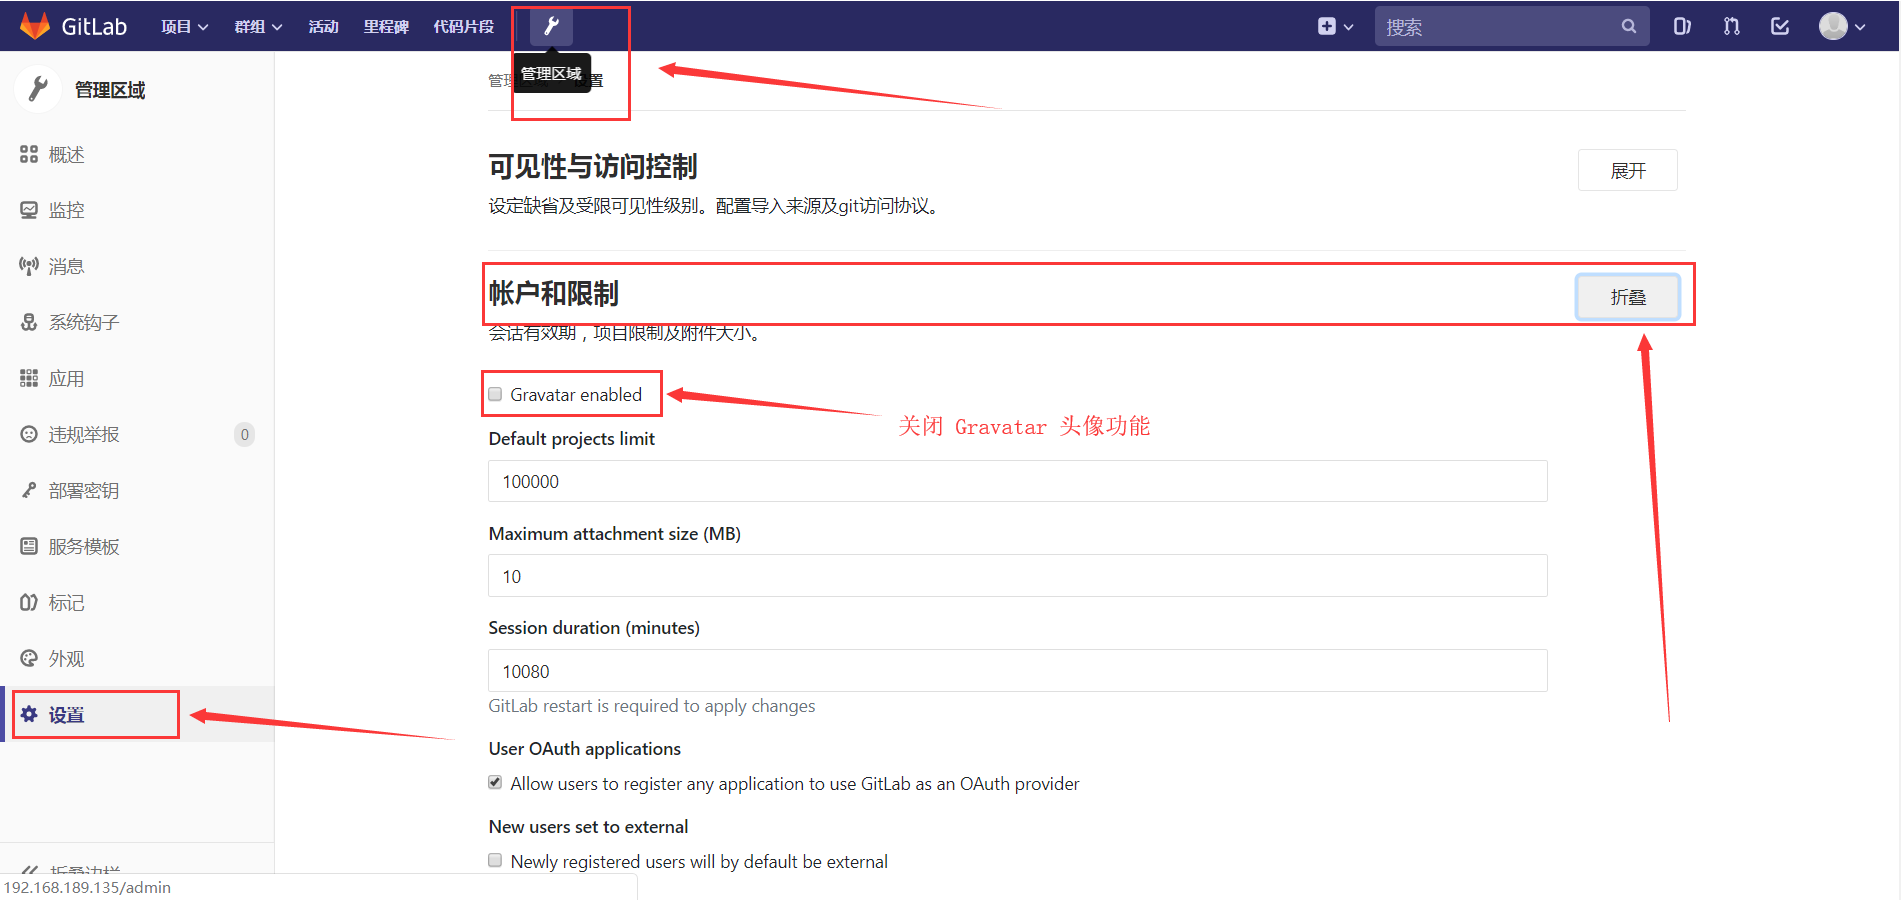 GitLab 项目 群组 活动 里程碑 代码片段 搜索
管理区域
管理区域
管理 设置
概述
监控
消息
系统钩子
应用
违规举报 0
部署密钥
服务模板
标记
外观
设置
折叠边栏
192.168.189.135/admin
可见性与访问控制
展开
设定缺省及受限可见性级别。配置导入来源及git访问协议。
帐户和限制
折叠
会话有效期，项目限制及附件大小。
Gravatar enabled
关闭 Gravatar 头像功能
Default projects limit
100000
Maximum attachment size (MB)
10
Session duration (minutes)
10080
GitLab restart is required to apply changes
User OAuth applications
Allow users to register any application to use GitLab as an OAuth provider
New users set to external
Newly registered users will by default be external